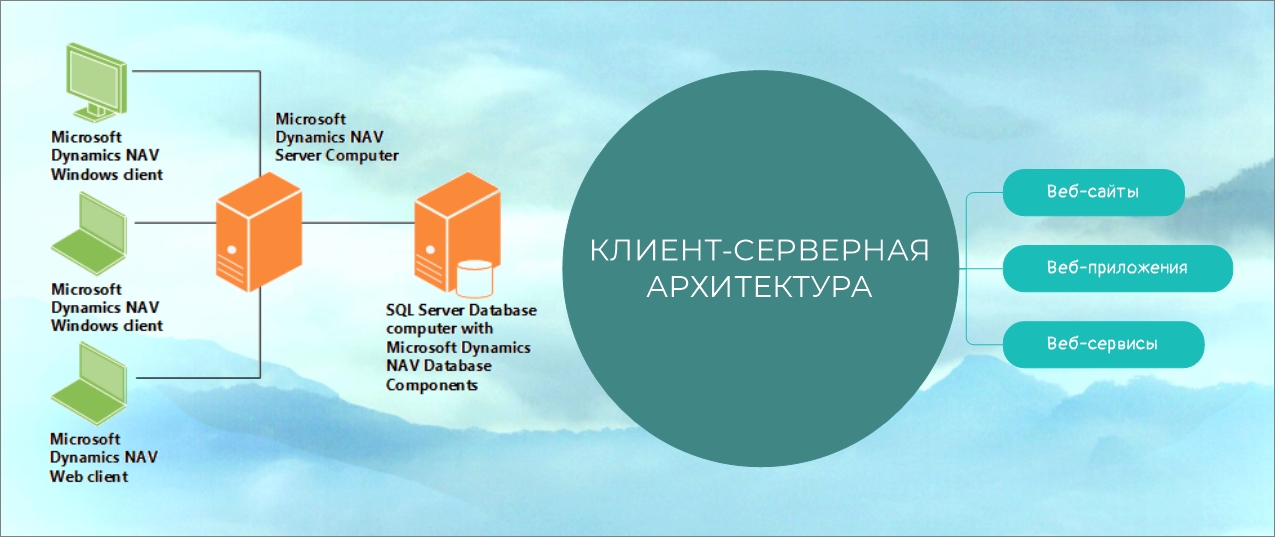 Microsoft
Dynamics NAV
Windows client
Microsoft
Dynamics NAV
Server Computer
Microsoft
Dynamics NAV
Windows client
SQL Server Database
computer with
Microsoft Dynamics
NAV Database
Components
Microsoft
Dynamics NAV
Web client
КЛИЕНТ-СЕРВЕРНАЯ
АРХИТЕКТУРА
Веб-сайты
Веб-приложения
Веб-сервисы